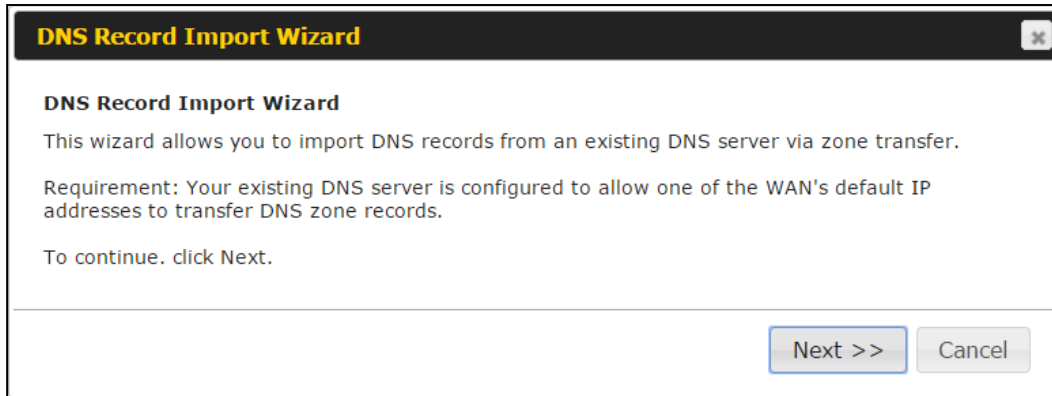 DNS Record Import Wizard
DNS Record Import Wizard
This wizard allows you to import DNS records from an existing DNS server via zone transfer.
Requirement: Your existing DNS server is configured to allow one of the WAN's default IP
addresses to transfer DNS zone records.
To continue. click Next.
Next >> Cancel